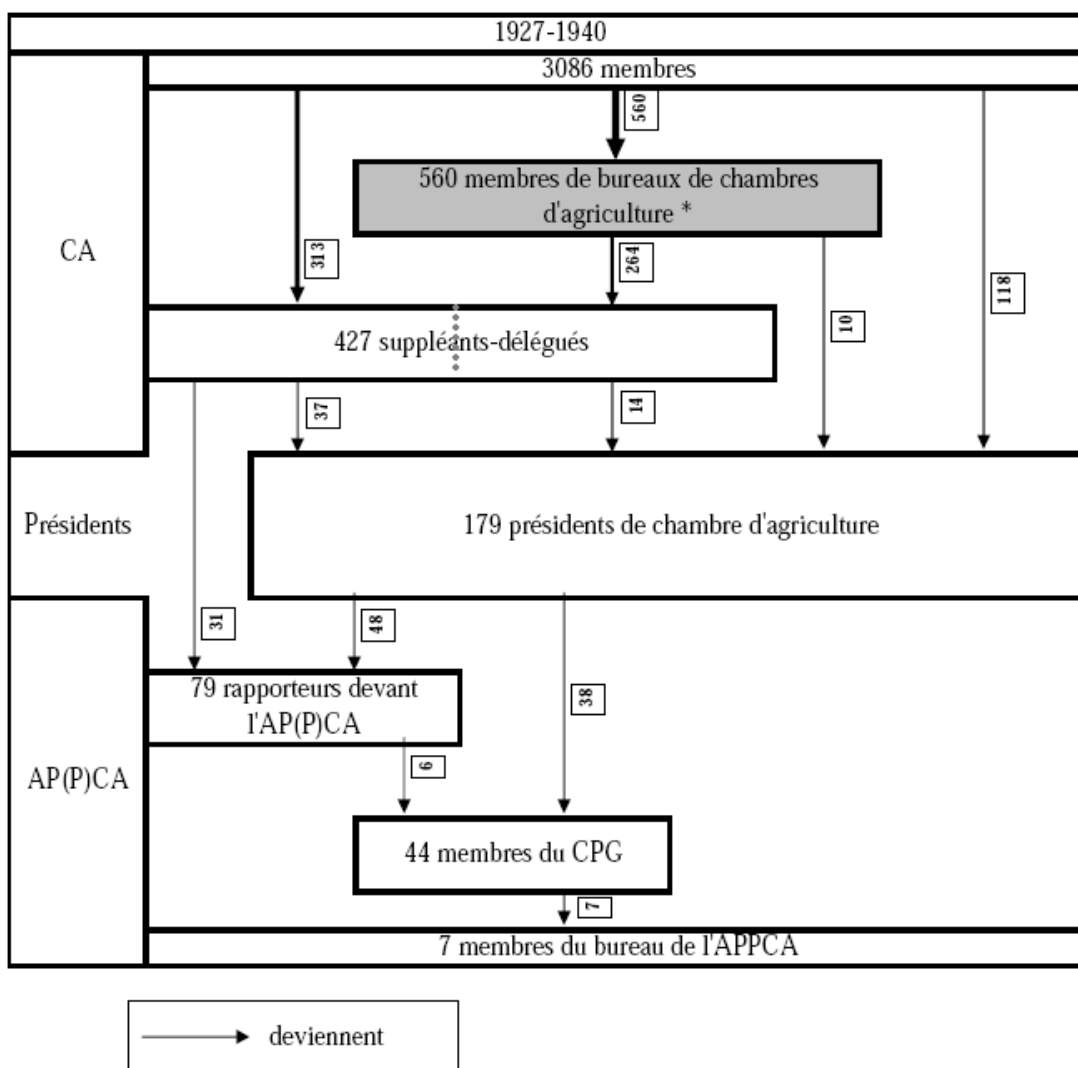 1927-1940
3086 membres
560
560 membres de bureaux de chambres
d'agriculture *
CA
313
264
118
10
427 suppléants-délégués
37
14
Présidents
179 présidents de chambre d'agriculture
31
48
79 rapporteurs devant
l'AP(P)CA
38
6
AP(P)CA
44 membres du CPG
7
7 membres du bureau de l'APPCA
deviennent